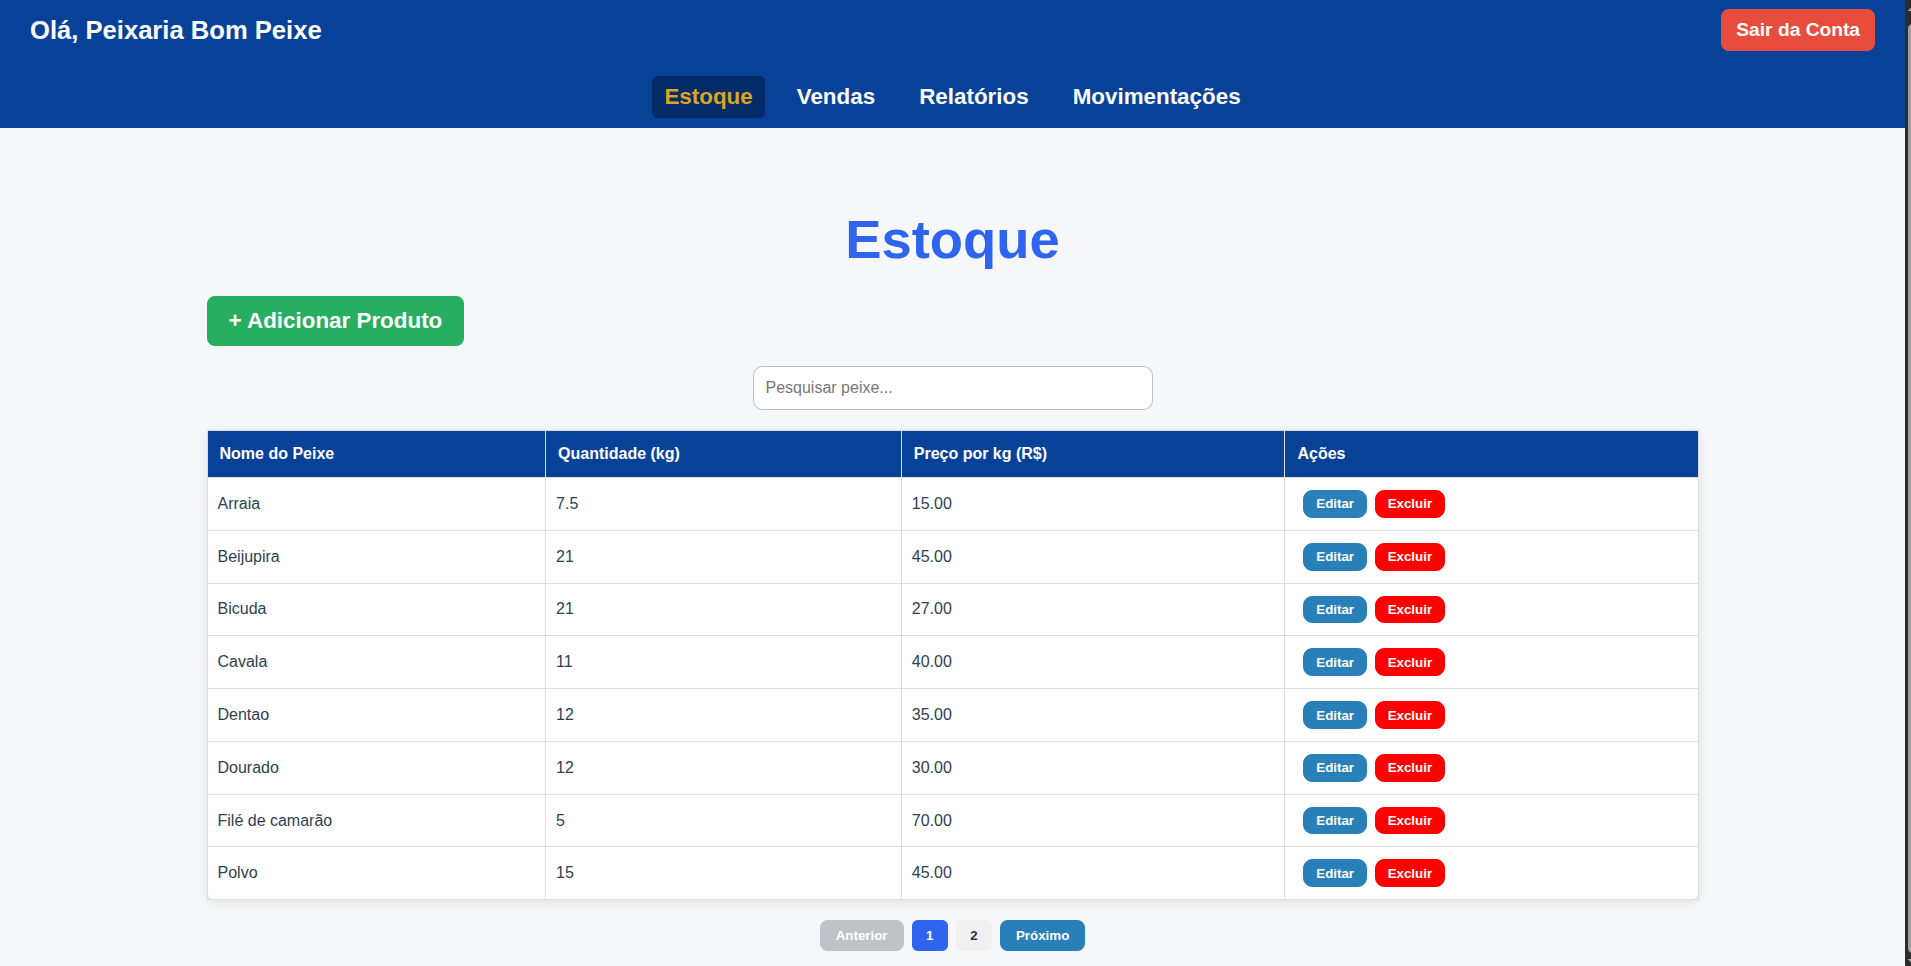 Olá, Peixaria Bom Peixe
Sair da Conta
Estoque Vendas Relatórios Movimentações
Estoque
+ Adicionar Produto
Pesquisar peixe...
Nome do Peixe Quantidade (kg) Preço por kg (R$) Ações
Arraia 7.5 15.00 Editar Excluir
Beijupira 21 45.00 Editar Excluir
Bicuda 21 27.00 Editar Excluir
Cavala 11 40.00 Editar Excluir
Dentao 12 35.00 Editar Excluir
Dourado 12 30.00 Editar Excluir
Filé de camarão 5 70.00 Editar Excluir
Polvo 15 45.00 Editar Excluir
Anterior 1 2 Próximo